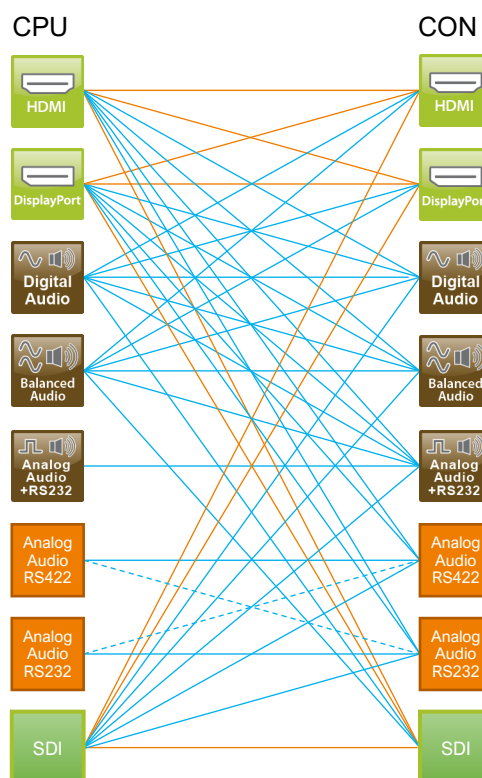 CPU
CON
HDMI
HDMI
DisplayPort
DisplayPort
Digital
Audio
Digital
Audio
Balanced
Audio
Balanced
Audio
Analog
Audio
+RS232
Analog
Audio
+RS232
Analog
Audio
RS422
Analog
Audio
RS422
Analog
Audio
RS232
Analog
Audio
RS232
SDI
SDI